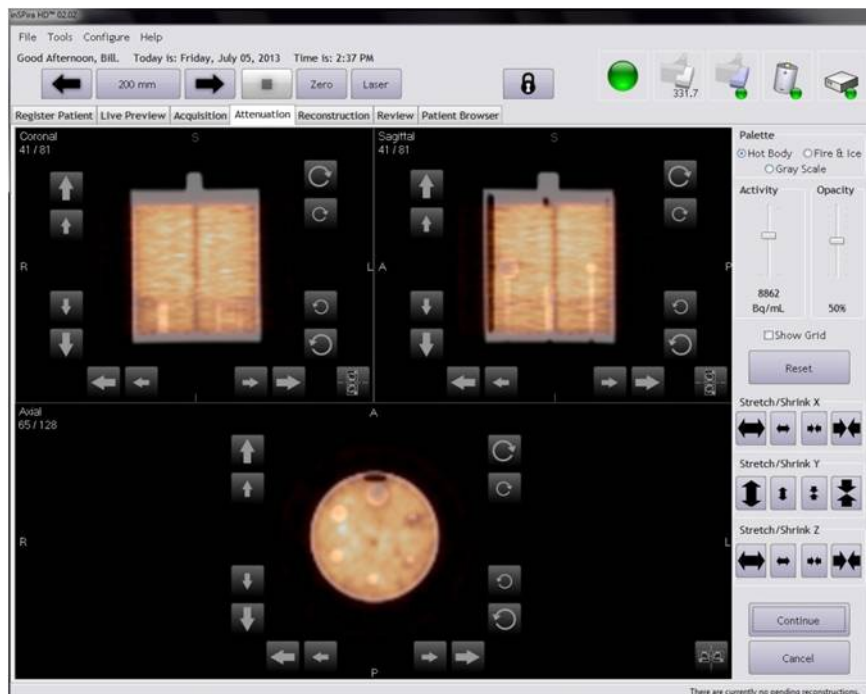 inSPira HD™ 02.02
File Tools Configure Help
Good Afternoon, Bill. Today is: Friday, July 05, 2013 Time is: 2:37 PM
200 mm Zero Laser
331.7
Register Patient Live Preview Acquisition Attenuation Reconstruction Review Patient Browser
Coronal
41 / 81
S
R
L
Sagittal
41 / 81
S
A
P
I
I
Axial
65 / 128
A
R
L
P
Palette
Hot Body Fire & Ice
Gray Scale
Activity Opacity
8862
Bq/mL 50%
Show Grid
Reset
Stretch/Shrink X
Stretch/Shrink Y
Stretch/Shrink Z
Continue
Cancel
There are currently no pending reconstructions.